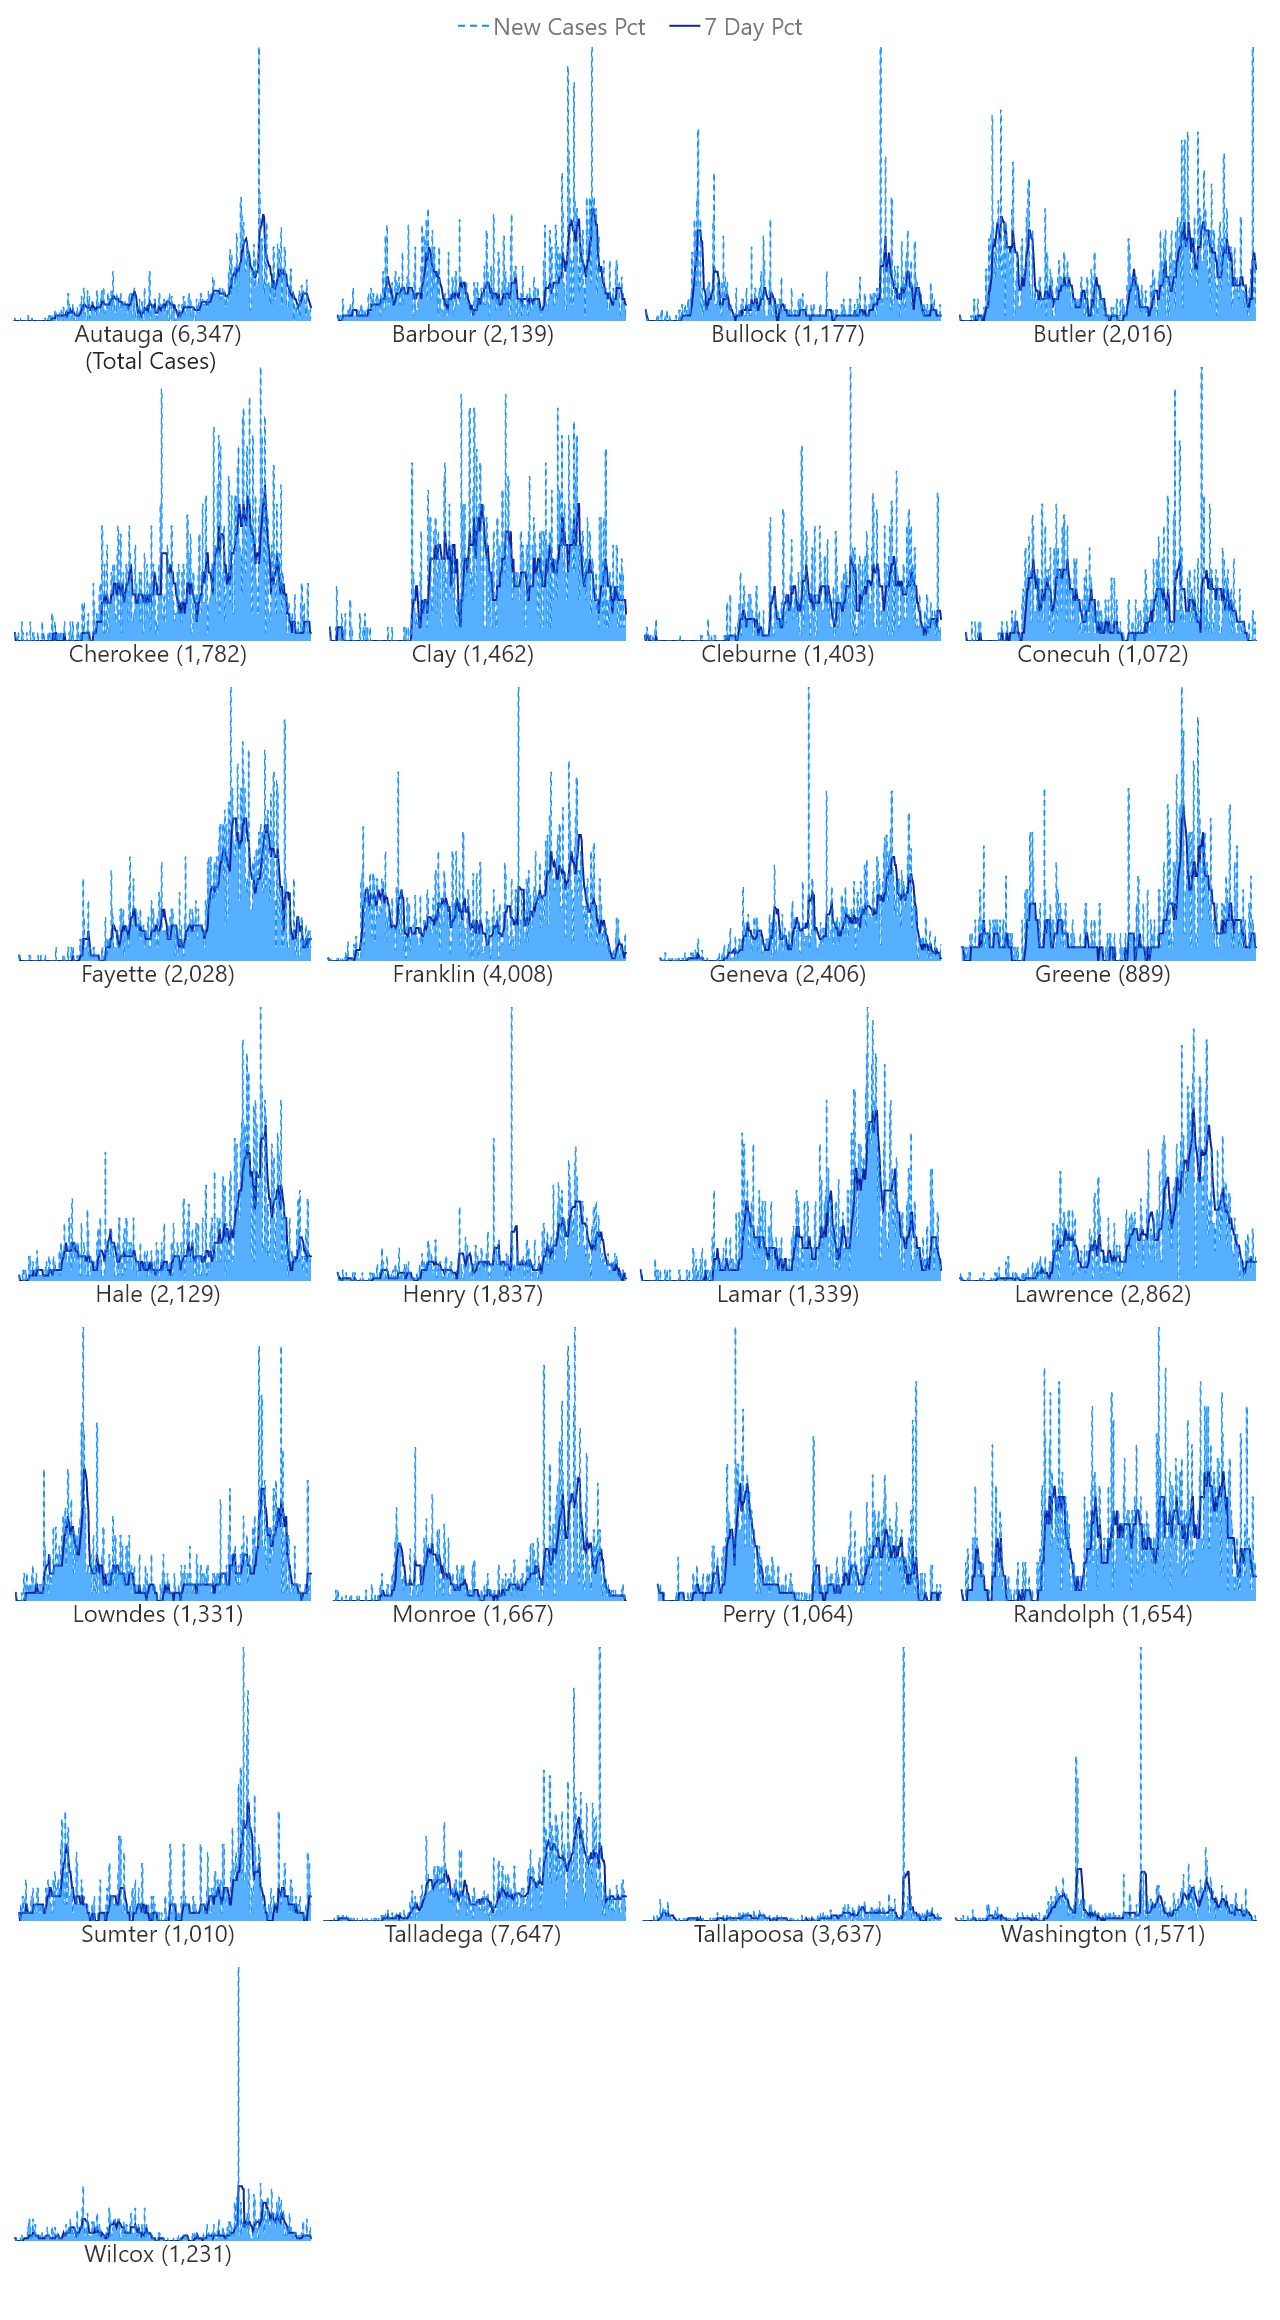 New Cases Pct 7 Day Pct
Autauga (6,347)
(Total Cases)
Barbour (2,139)
Bullock (1,177)
Butler (2,016)
Cherokee (1,782)
Clay (1,462)
Cleburne (1,403)
Conecuh (1,072)
Fayette (2,028)
Franklin (4,008)
Geneva (2,406)
Greene (889)
Hale (2,129)
Henry (1,837)
Lamar (1,339)
Lawrence (2,862)
Lowndes (1,331)
Monroe (1,667)
Perry (1,064)
Randolph (1,654)
Sumter (1,010)
Talladega (7,647)
Tallapoosa (3,637)
Washington (1,571)
Wilcox (1,231)